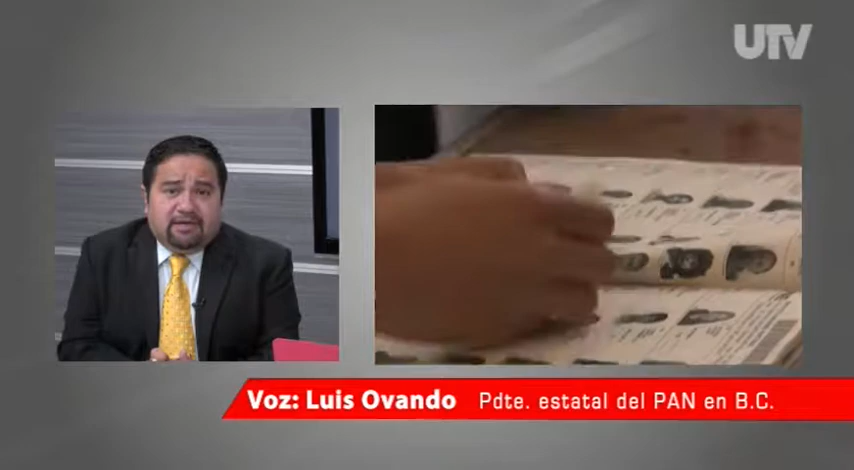 UTV
Voz: Luis Ovando Pdte. estatal del PAN en B.C.